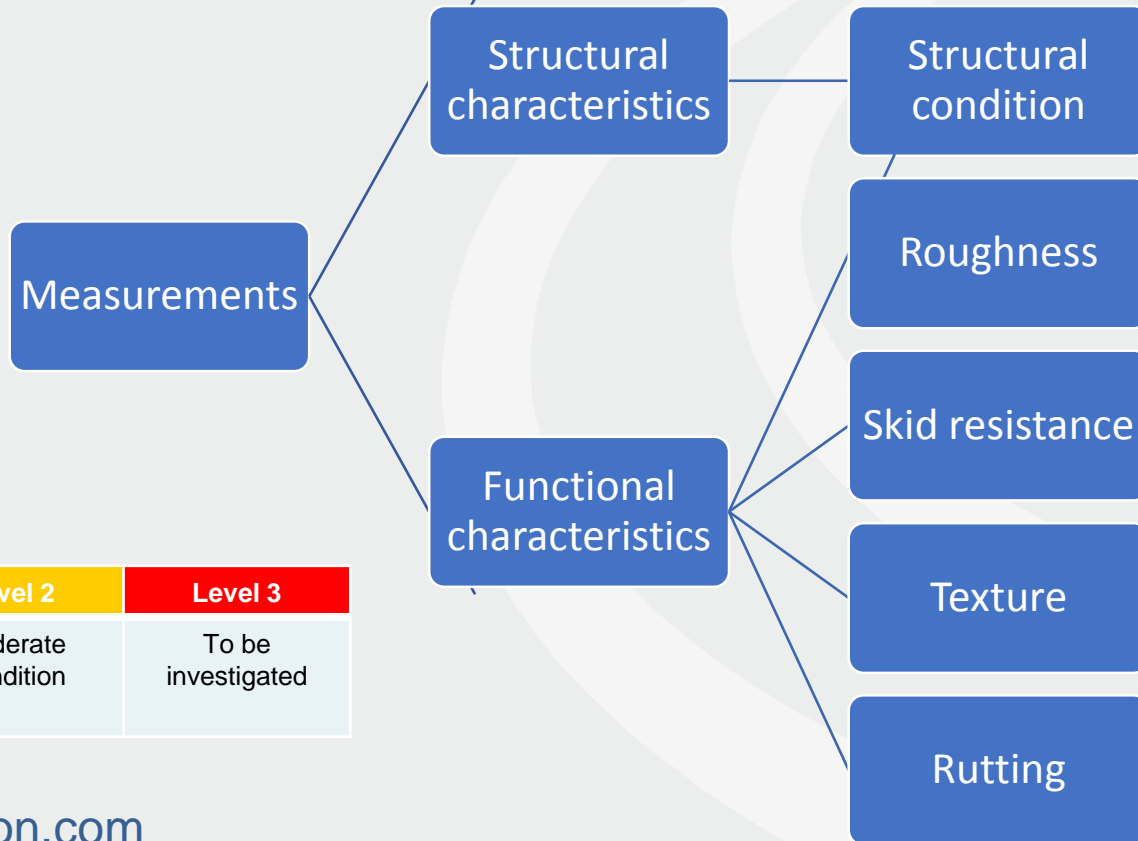 Structural
characteristics
Structural
condition
Measurements
Roughness
Skid resistance
Functional
characteristics
Texture
Rutting
Level 3
To be
investigated